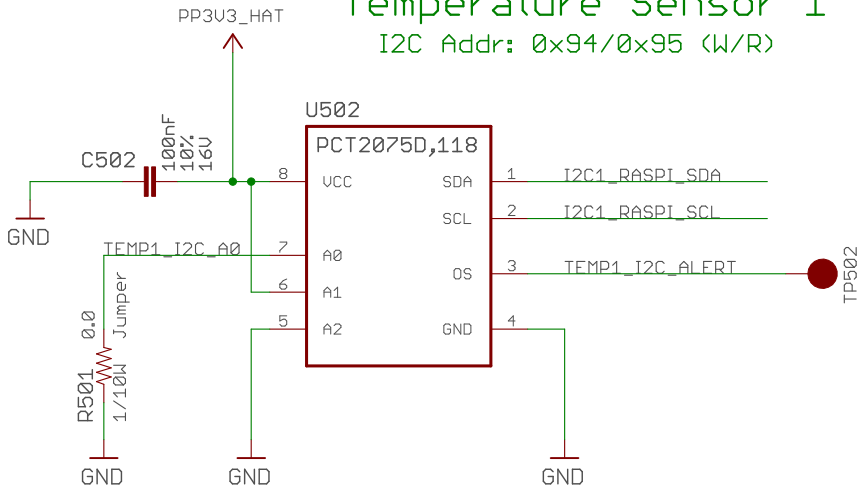 Temperature Sensor 1
I2C Addr: 0x94/0x95 (W/R)
PP3V3_HAT
U502
PCT2075D,118
C502
100nF
10%
16V
8
VCC
SDA
1
I2C1_RASPI_SDA
GND
SCL
2
I2C1_RASPI_SCL
TEMP1_I2C_A0
7
A0
OS
3
TEMP1_I2C_ALERT
TP502
6
A1
5
A2
GND
4
R501
0.0
1/10W
Jumper
GND
GND
GND